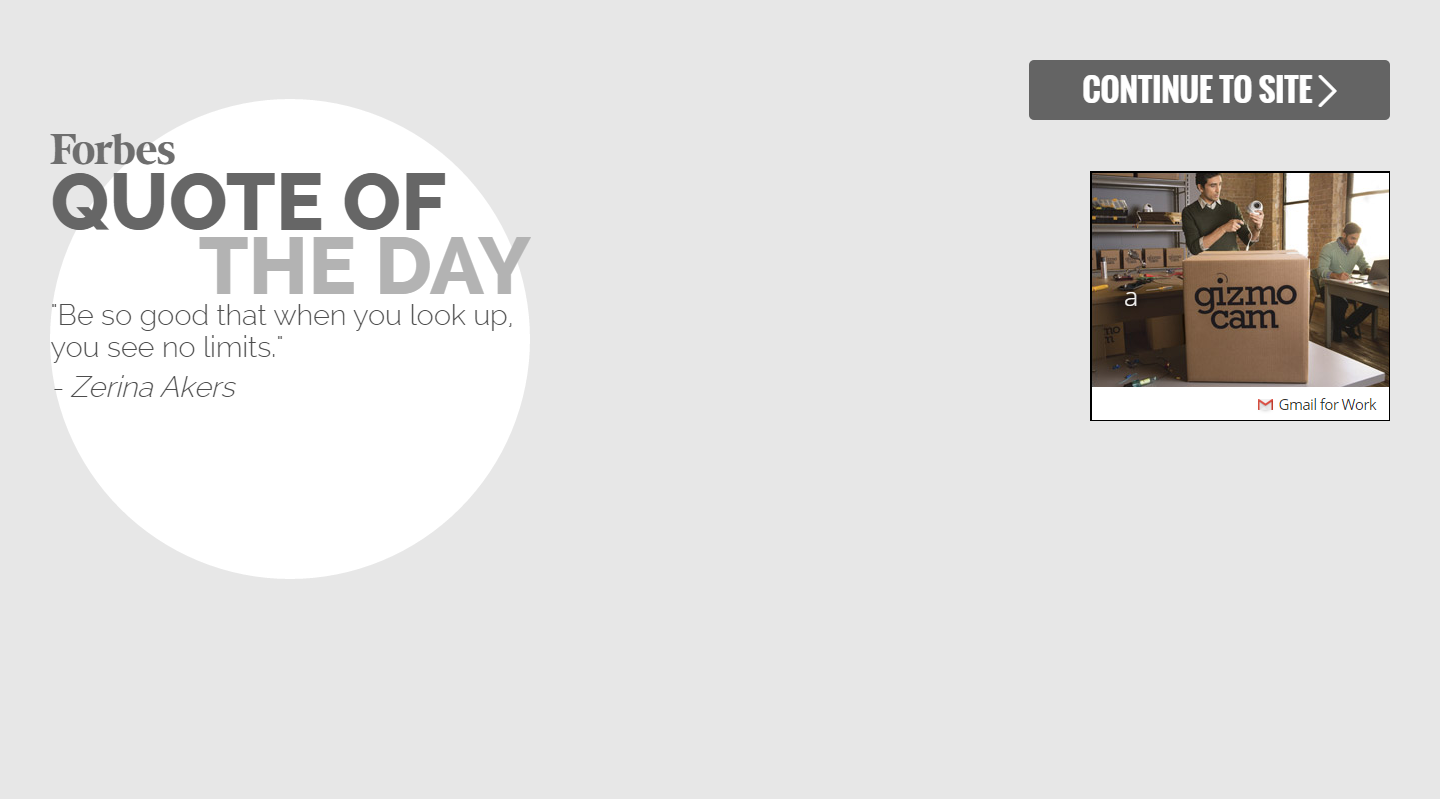 CONTINUE TO SITE
Forbes
QUOTE OF
THE DAY
"Be so good that when you look up,
you see no limits."
- Zerina Akers
a
gizmo
cam
Gmail for Work